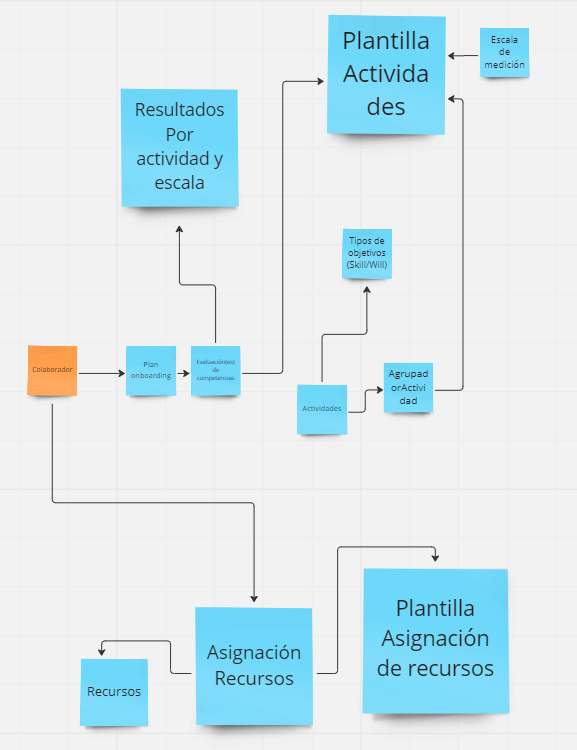 Plantilla
Activida
des
Escala
de
medición
Resultados
Por
actividad y
escala
Tipos de
objetivos
(Skill/Will)
Colaborador
Plan
onboarding
Evaluación(es)
de
competencias
Actividades
Agrupad
orActivi
dad
Asignación
Recursos
Recursos
Plantilla
Asignación
de recursos